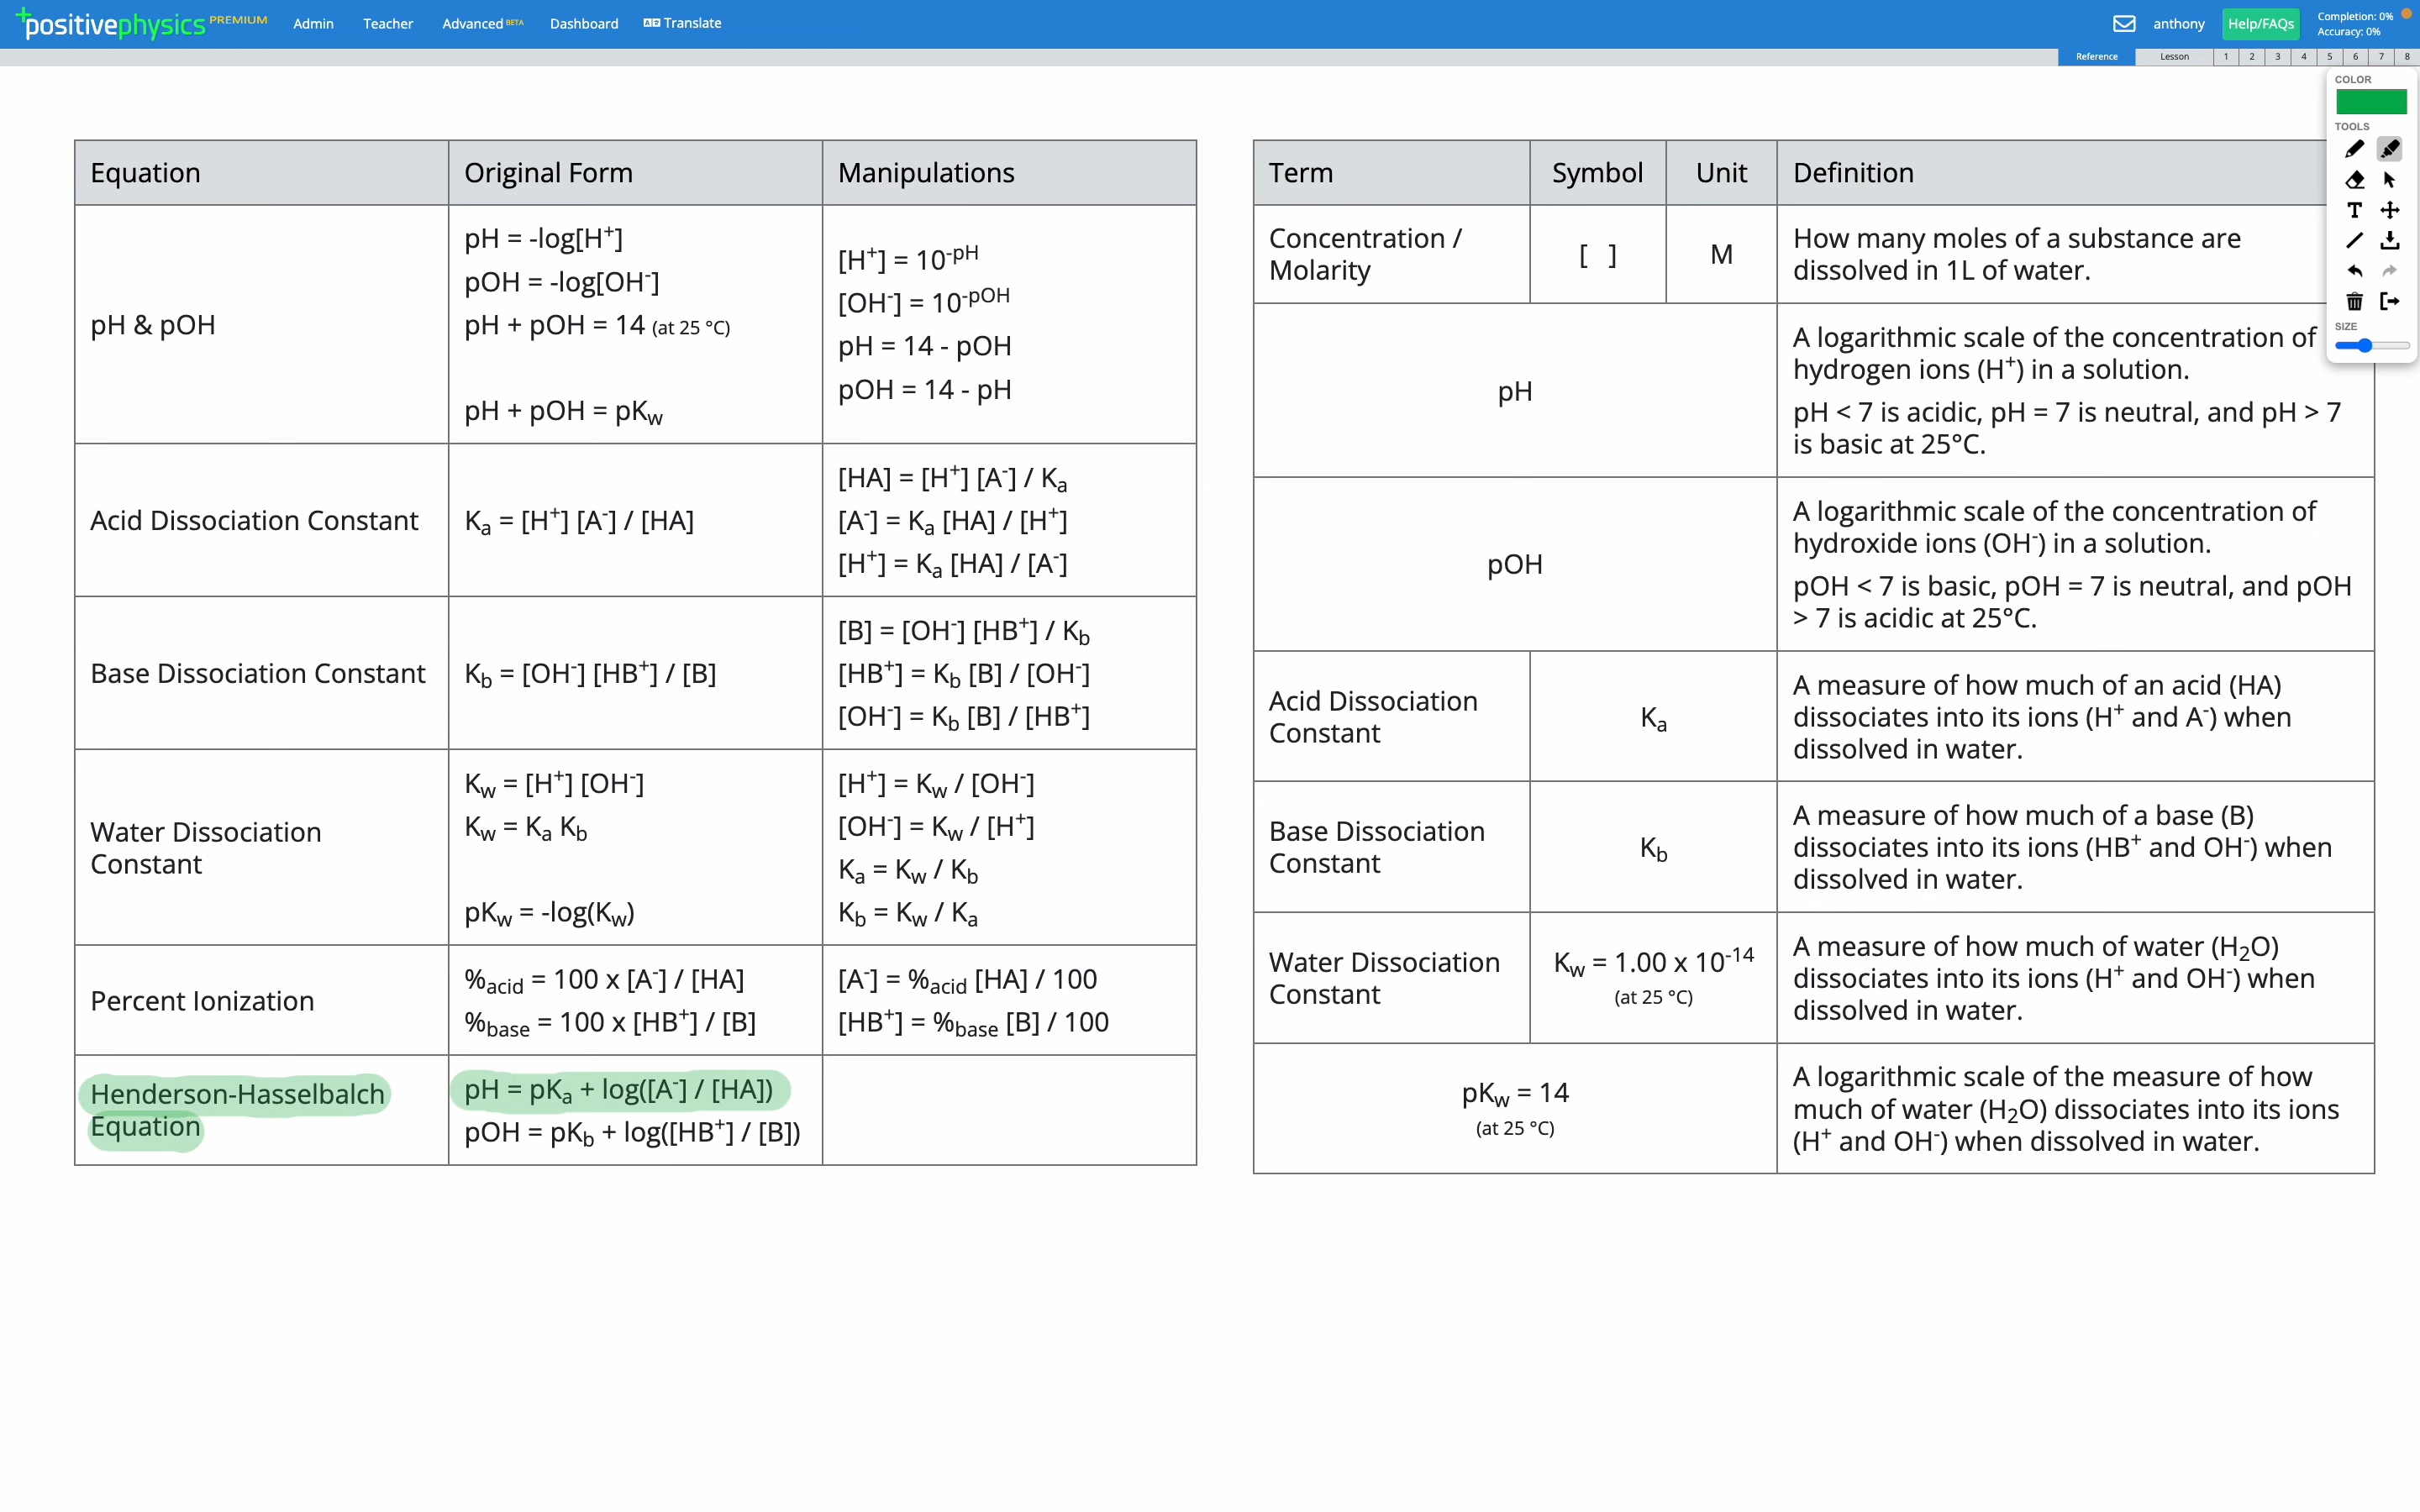 +positivephysics PREMIUM Admin Teacher Advanced BETA Dashboard Translate anthony Help/FAQs Completion: 0%
Accuracy: 0%
Reference Lesson 1 2 3 4 5 6 7 8
COLOR
TOOLS
SIZE
Equation Original Form Manipulations
pH & pOH
pH = -log[H⁺]
pOH = -log[OH⁻]
pH + pOH = 14 (at 25 °C)
pH + pOH = pKw
[H⁺] = 10^-pH
[OH⁻] = 10^-pOH
pH = 14 - pOH
pOH = 14 - pH
Acid Dissociation Constant
Ka = [H⁺] [A⁻] / [HA]
[HA] = [H⁺] [A⁻] / Ka
[A⁻] = Ka [HA] / [H⁺]
[H⁺] = Ka [HA] / [A⁻]
Base Dissociation Constant
Kb = [OH⁻] [HB⁺] / [B]
[B] = [OH⁻] [HB⁺] / Kb
[HB⁺] = Kb [B] / [OH⁻]
[OH⁻] = Kb [B] / [HB⁺]
Water Dissociation
Constant
Kw = [H⁺] [OH⁻]
Kw = Ka Kb
pKw = -log(Kw)
[H⁺] = Kw / [OH⁻]
[OH⁻] = Kw / [H⁺]
Ka = Kw / Kb
Kb = Kw / Ka
Percent Ionization
%acid = 100 x [A⁻] / [HA]
%base = 100 x [HB⁺] / [B]
[A⁻] = %acid [HA] / 100
[HB⁺] = %base [B] / 100
Henderson-Hasselbalch
Equation
pH = pKa + log([A⁻] / [HA])
pOH = pKb + log([HB⁺] / [B])
Term Symbol Unit Definition
Concentration /
Molarity
[ ]
M
How many moles of a substance are
dissolved in 1L of water.
pH
A logarithmic scale of the concentration of
hydrogen ions (H⁺) in a solution.
pH < 7 is acidic, pH = 7 is neutral, and pH > 7
is basic at 25°C.
pOH
A logarithmic scale of the concentration of
hydroxide ions (OH⁻) in a solution.
pOH < 7 is basic, pOH = 7 is neutral, and pOH
> 7 is acidic at 25°C.
Acid Dissociation
Constant
Ka
A measure of how much of an acid (HA)
dissociates into its ions (H⁺ and A⁻) when
dissolved in water.
Base Dissociation
Constant
Kb
A measure of how much of a base (B)
dissociates into its ions (HB⁺ and OH⁻) when
dissolved in water.
Water Dissociation
Constant
Kw = 1.00 x 10⁻¹⁴
(at 25 °C)
A measure of how much of water (H₂O)
dissociates into its ions (H⁺ and OH⁻) when
dissolved in water.
pKw = 14
(at 25 °C)
A logarithmic scale of the measure of how
much of water (H₂O) dissociates into its ions
(H⁺ and OH⁻) when dissolved in water.